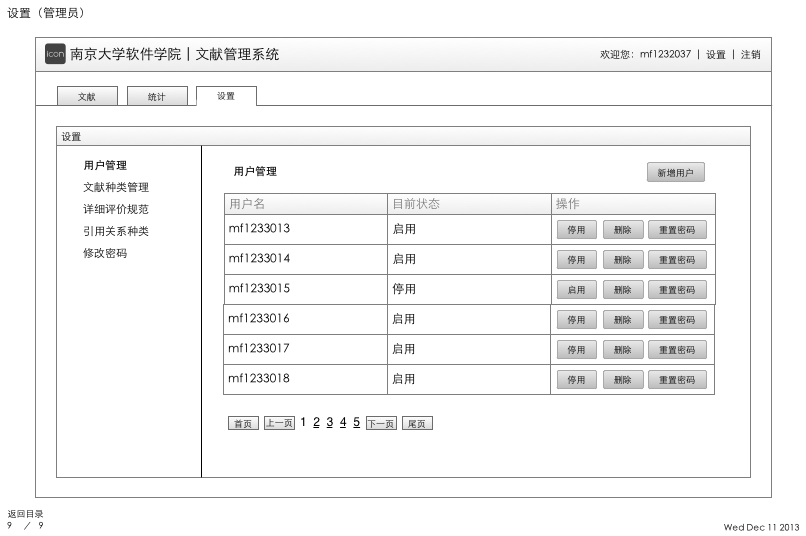 设置（管理员）
icon 南京大学软件学院｜文献管理系统
欢迎您：mf1232037 | 设置 | 注销
文献 统计 设置
设置
用户管理
文献种类管理
详细评价规范
引用关系种类
修改密码
用户管理 新增用户
用户名 目前状态 操作
mf1233013 启用 停用 删除 重置密码
mf1233014 启用 停用 删除 重置密码
mf1233015 停用 启用 删除 重置密码
mf1233016 启用 停用 删除 重置密码
mf1233017 启用 停用 删除 重置密码
mf1233018 启用 停用 删除 重置密码
首页 上一页 1 2 3 4 5 下一页 尾页
返回目录
9 / 9
Wed Dec 11 2013